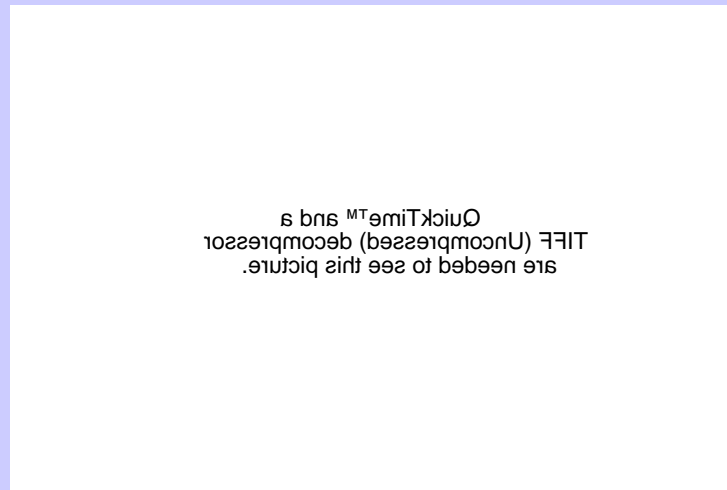 QuickTime™ and a
TIFF (Uncompressed) decompressor
are needed to see this picture.